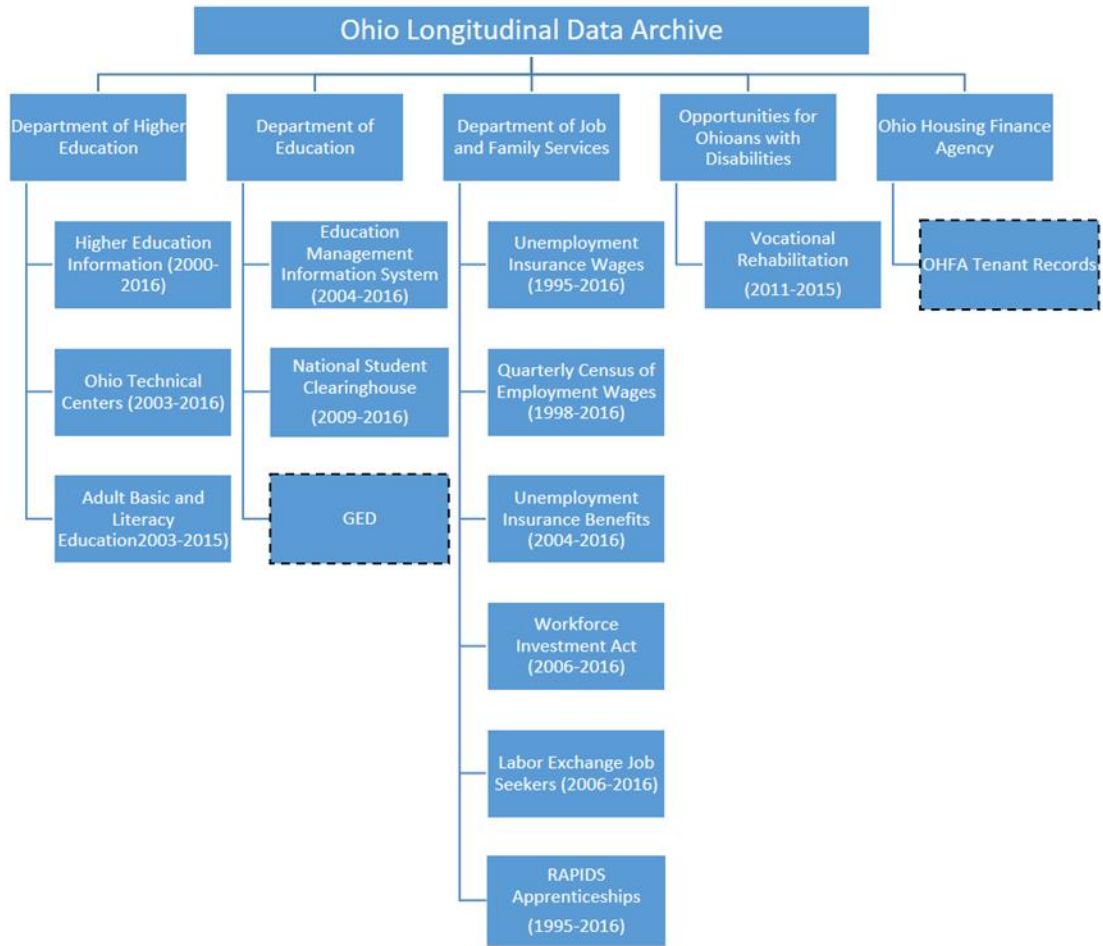 Ohio Longitudinal Data Archive
Department of Higher
Education
Department of
Education
Department of Job
and Family Services
Opportunities for
Ohioans with
Disabilities
Ohio Housing Finance
Agency
Higher Education
Information (2000-
2016)
Ohio Technical
Centers (2003-2016)
Adult Basic and
Literacy
Education2003-2015)
Education
Management
Information System
(2004-2016)
National Student
Clearinghouse
(2009-2016)
GED
Unemployment
Insurance Wages
(1995-2016)
Quarterly Census of
Employment Wages
(1998-2016)
Unemployment
Insurance Benefits
(2004-2016)
Workforce
Investment Act
(2006-2016)
Labor Exchange Job
Seekers (2006-2016)
RAPIDS
Apprenticeships
(1995-2016)
Vocational
Rehabilitation
(2011-2015)
OHFA Tenant Records